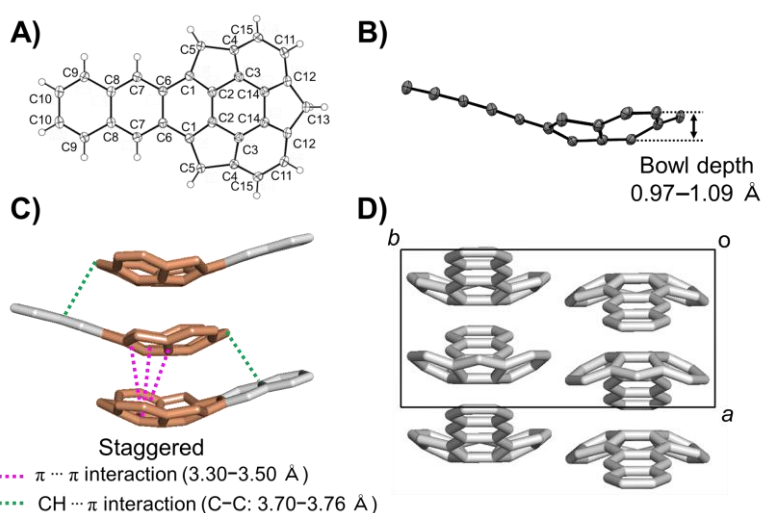 A)
C15
C4 C11
C5
C9 C3 C12
C8 C7 C6 C1
C10 C2 C14 C13
C10 C2 C14
C8 C7 C6 C1 C12
C9 C3
C5 C4 C11
C15
B)
Bowl depth
0.97–1.09 Å
C)
Staggered
π ··· π interaction (3.30–3.50 Å)
CH ··· π interaction (C–C: 3.70–3.76 Å)
D)
b o
a